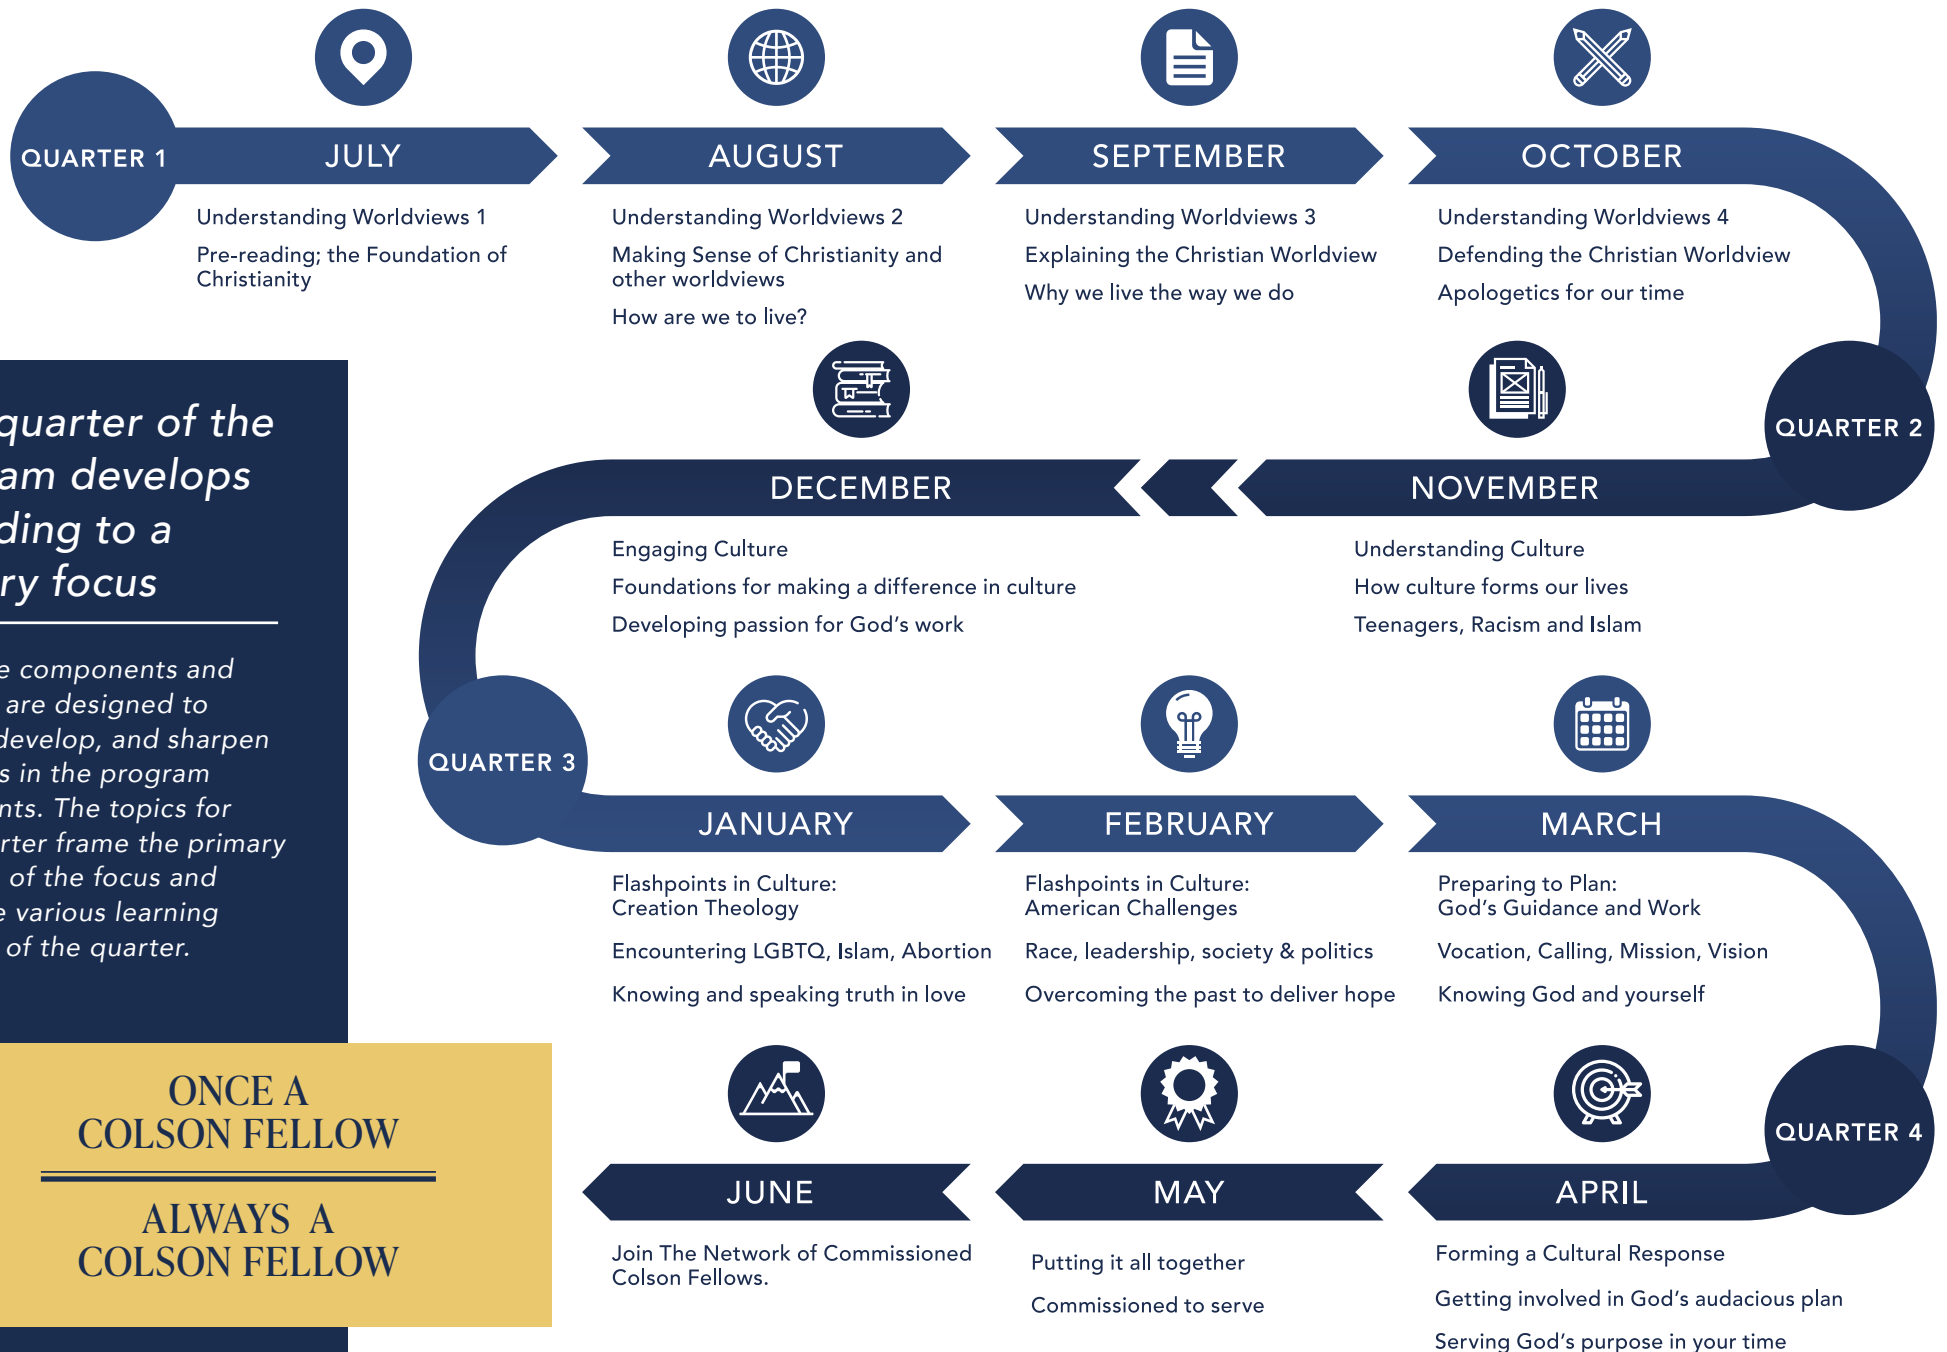 QUARTER 1
JULY
Understanding Worldviews 1
Pre-reading; the Foundation of
Christianity
AUGUST
Understanding Worldviews 2
Making Sense of Christianity and
other worldviews
How are we to live?
SEPTEMBER
Understanding Worldviews 3
Explaining the Christian Worldview
Why we live the way we do
OCTOBER
Understanding Worldviews 4
Defending the Christian Worldview
Apologetics for our time
QUARTER 2
NOVEMBER
Understanding Culture
How culture forms our lives
Teenagers, Racism and Islam
DECEMBER
Engaging Culture
Foundations for making a difference in culture
Developing passion for God's work
QUARTER 3
JANUARY
Flashpoints in Culture:
Creation Theology
Encountering LGBTQ, Islam, Abortion
Knowing and speaking truth in love
FEBRUARY
Flashpoints in Culture:
American Challenges
Race, leadership, society & politics
Overcoming the past to deliver hope
MARCH
Preparing to Plan:
God's Guidance and Work
Vocation, Calling, Mission, Vision
Knowing God and yourself
QUARTER 4
APRIL
Forming a Cultural Response
Getting involved in God's audacious plan
Serving God's purpose in your time
MAY
Putting it all together
Commissioned to serve
JUNE
Join The Network of Commissioned
Colson Fellows.
quarter of the
am develops
ding to a
ry focus
e components and
are designed to
develop, and sharpen
s in the program
nts. The topics for
rter frame the primary
of the focus and
e various learning
of the quarter.
ONCE A
COLSON FELLOW
ALWAYS A
COLSON FELLOW